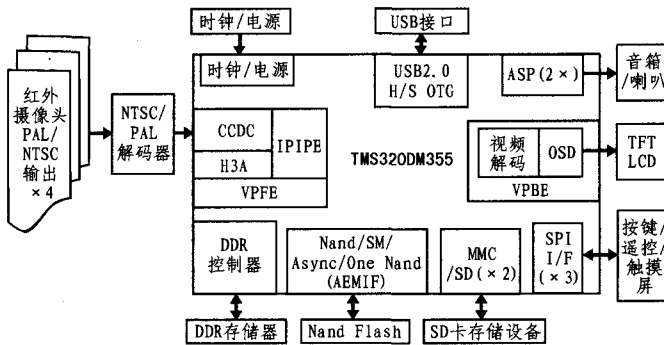 时钟/电源
USB接口
时钟/电源
USB2.0
H/S OTG
ASP(2×)
音箱
/喇叭
红外
摄像头
PAL/
NTSC
输出
×4
NTSC/
PAL
解码器
CCDC
IPIPE
H3A
VPFE
TMS320DM355
视频
解码
OSD
VPBE
TFT
LCD
DDR
控制器
Nand/SM/
Async/One Nand
(AEMIF)
MMC
/SD(×2)
SPI
I/F
(×3)
按键/
遥控/
触摸
屏
DDR存储器
Nand Flash
SD卡存储设备